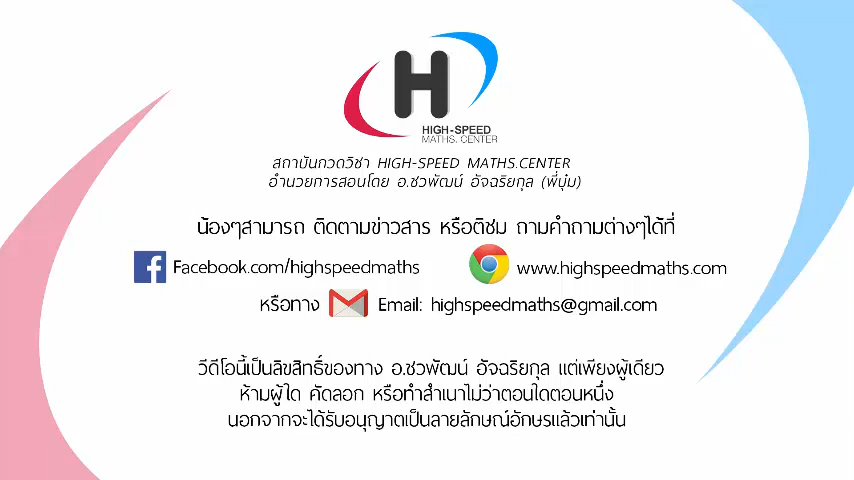 H
HIGH-SPEED
MATHS. CENTER
สถาบันกวดวิชา HIGH-SPEED MATHS.CENTER
อำนวยการสอนโดย อ.ชวพัฒน์ อัจฉริยกุล (พี่บุ๋ม)
น้องๆสามารถ ติดตามข่าวสาร หรือติชม ถามคำถามต่างๆได้ที่
f Facebook.com/highspeedmaths www.highspeedmaths.com
หรือทาง Email: highspeedmaths@gmail.com
วีดีโอนี้เป็นลิขสิทธิ์ของทาง อ.ชวพัฒน์ อัจฉริยกุล แต่เพียงผู้เดียว
ห้ามผู้ใด คัดลอก หรือทำสำเนาไม่ว่าตอนใดตอนหนึ่ง
นอกจากจะได้รับอนุญาตเป็นลายลักษณ์อักษรแล้วเท่านั้น